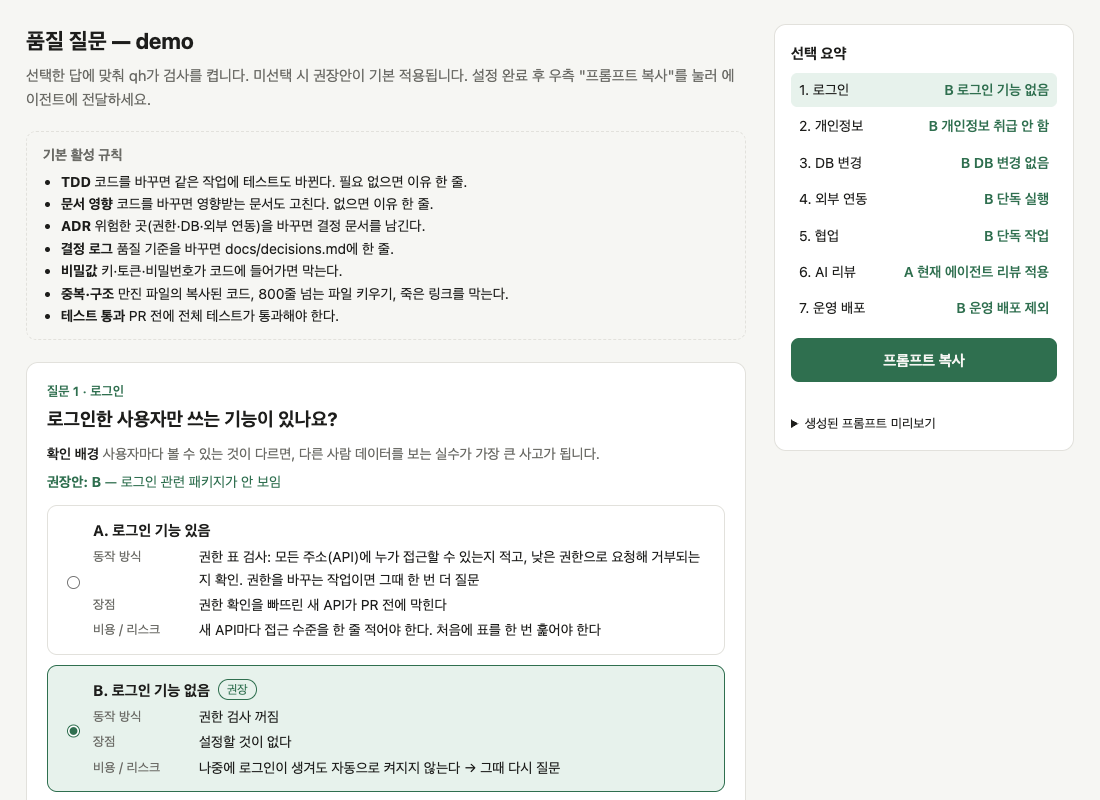 품질 질문 — demo
선택한 답에 맞춰 qh가 검사를 켭니다. 미선택 시 권장안이 기본 적용됩니다. 설정 완료 후 우측 "프롬프트 복사"를 눌러 에
이전트에 전달하세요.
기본 활성 규칙
• TDD 코드를 바꾸면 같은 작업에 테스트도 바뀐다. 필요 없으면 이유 한 줄.
• 문서 영향 코드를 바꾸면 영향받는 문서도 고친다. 없으면 이유 한 줄.
• ADR 위험한 곳(권한·DB·외부 연동)을 바꾸면 결정 문서를 남긴다.
• 결정 로그 품질 기준을 바꾸면 docs/decisions.md에 한 줄.
• 비밀값 키·토큰·비밀번호가 코드에 들어가면 막는다.
• 중복·구조 만진 파일의 복사된 코드, 800줄 넘는 파일 키우기, 죽은 링크를 막는다.
• 테스트 통과 PR 전에 전체 테스트가 통과해야 한다.
질문 1 · 로그인
로그인한 사용자만 쓰는 기능이 있나요?
확인 배경 사용자마다 볼 수 있는 것이 다르면, 다른 사람 데이터를 보는 실수가 가장 큰 사고가 됩니다.
권장안: B — 로그인 관련 패키지가 안 보임
A. 로그인 기능 있음
동작 방식 권한 표 검사: 모든 주소(API)에 누가 접근할 수 있는지 적고, 낮은 권한으로 요청해 거부되는
지 확인. 권한을 바꾸는 작업이면 그때 한 번 더 질문
장점 권한 확인을 빠뜨린 새 API가 PR 전에 막힌다
비용 / 리스크 새 API마다 접근 수준을 한 줄 적어야 한다. 처음에 표를 한 번 훑어야 한다
B. 로그인 기능 없음 권장
동작 방식 권한 검사 꺼짐
장점 설정할 것이 없다
비용 / 리스크 나중에 로그인이 생겨도 자동으로 켜지지 않는다 → 그때 다시 질문
선택 요약
1. 로그인 B 로그인 기능 없음
2. 개인정보 B 개인정보 취급 안 함
3. DB 변경 B DB 변경 없음
4. 외부 연동 B 단독 실행
5. 협업 B 단독 작업
6. AI 리뷰 A 현재 에이전트 리뷰 적용
7. 운영 배포 B 운영 배포 제외
프롬프트 복사
▶ 생성된 프롬프트 미리보기